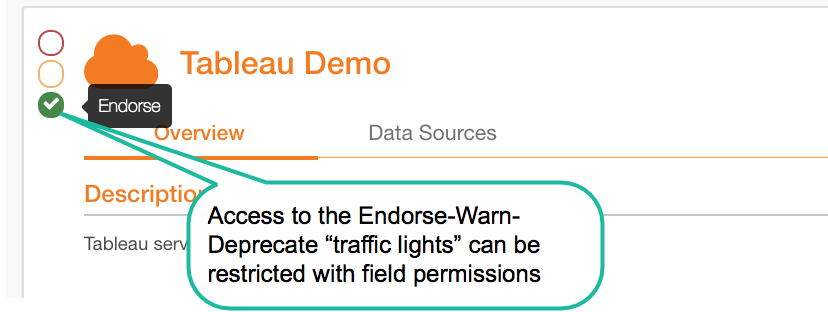 Tableau Demo
Endorse
Overview Data Sources
Description
Tableau serv
Access to the Endorse-Warn-
Deprecate “traffic lights” can be
restricted with field permissions